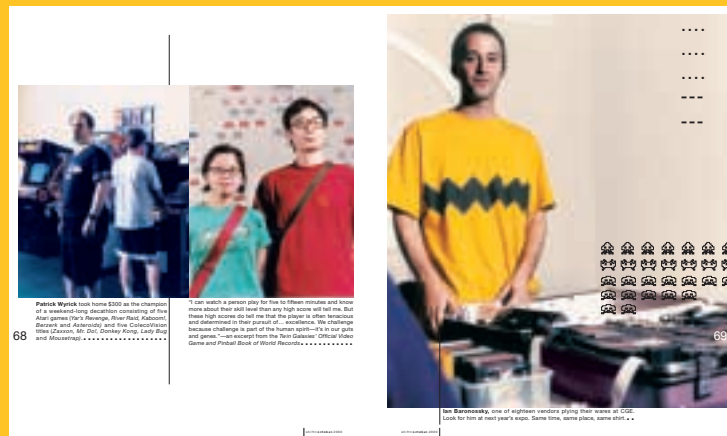 Patrick Wyrick took home $300 as the champion
of a weekend-long decathlon consisting of five
Atari games (Yar's Revenge, River Raid, Kaboom!,
Berzerk and Asteroids) and five ColecoVision
titles (Zaxxon, Mr. Do!, Donkey Kong, Lady Bug
and Mousetrap).
"I can watch a person play for five to fifteen minutes and know
more about their skill level than any high score will tell me. But
these high scores do tell me that the player is often tenacious
and determined in their pursuit of... excellence. We challenge
because challenge is part of the human spirit—it's in our guts
and genes."—an excerpt from the Twin Galaxies' Official Video
Game and Pinball Book of World Records
68
69
Ian Baronosky, one of eighteen vendors plying their wares at CGE.
Look for him at next year's expo. Same time, same place, same shirt.